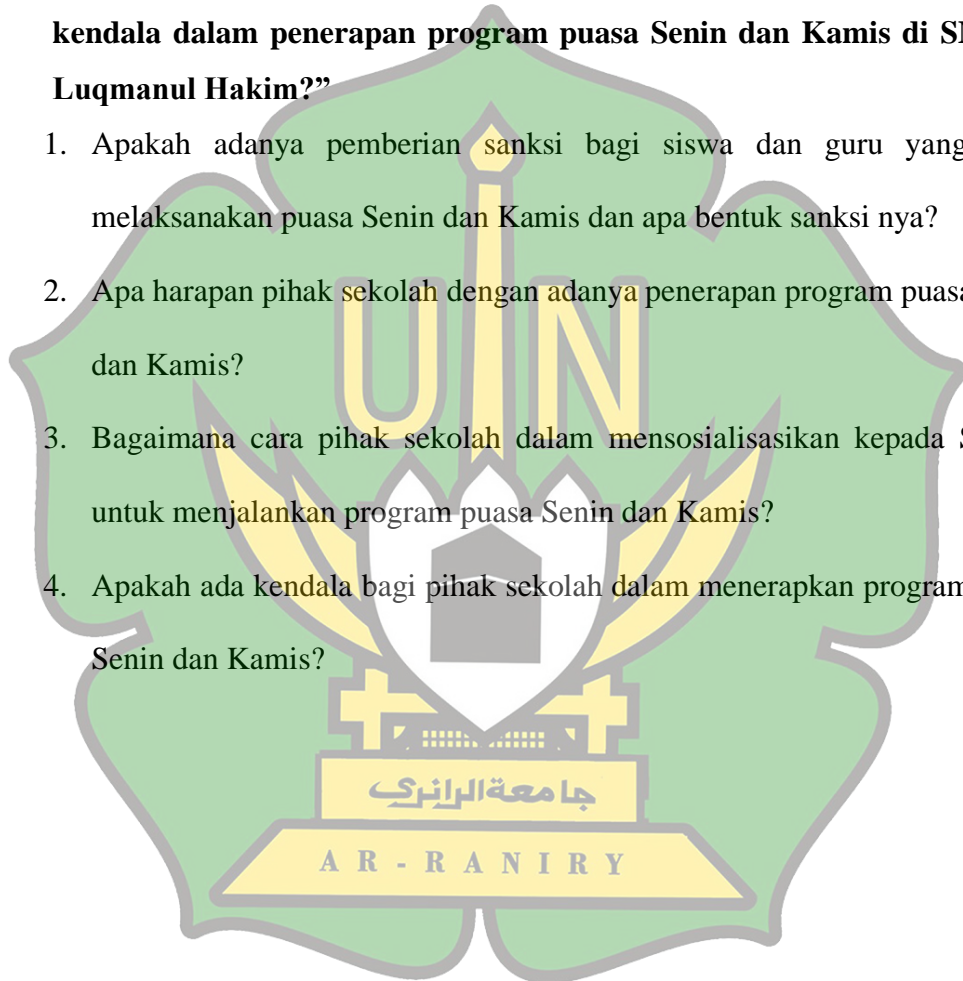 kendala dalam penerapan program puasa Senin dan Kamis di
Luqmanul Hakim?”
1. Apakah adanya pemberian sanksi bagi siswa dan guru yang
melaksanakan puasa Senin dan Kamis dan apa bentuk sanksi nya?
2. Apa harapan pihak sekolah dengan adanya penerapan program puasa
dan Kamis?
3. Bagaimana cara pihak sekolah dalam mensosialisasikan kepada
untuk menjalankan program puasa Senin dan Kamis?
4. Apakah ada kendala bagi pihak sekolah dalam menerapkan program
Senin dan Kamis?
UIN
جامعة الرانري
AR - RANIRY